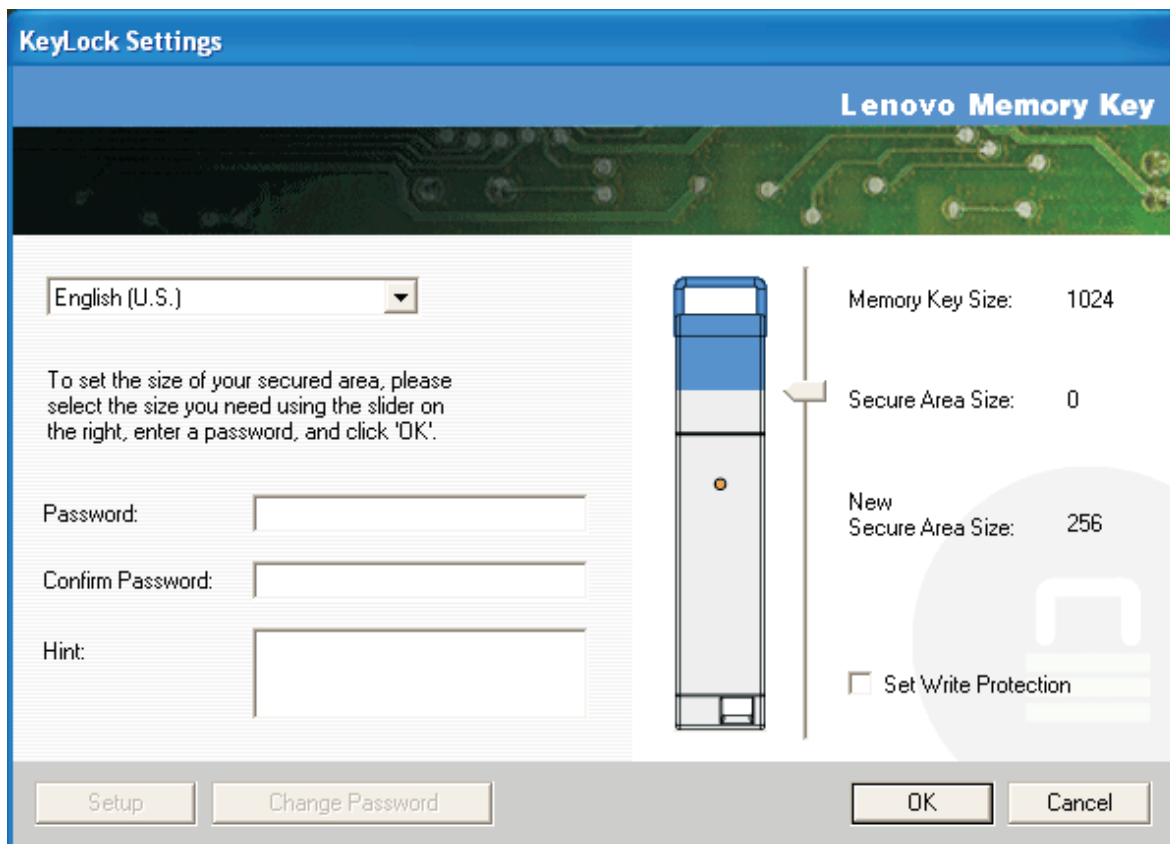 KeyLock Settings
Lenovo Memory Key
English (U.S.)
To set the size of your secured area, please
select the size you need using the slider on
the right, enter a password, and click 'OK'.
Password:
Confirm Password:
Hint:
Memory Key Size: 1024
Secure Area Size: 0
New
Secure Area Size: 256
Set Write Protection
Setup
Change Password
OK
Cancel